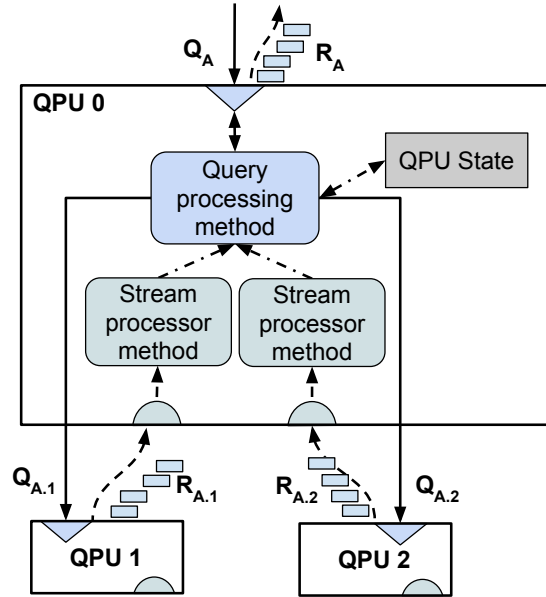 Q_A
R_A
QPU 0
Query
processing
method
QPU State
Stream
processor
method
Stream
processor
method
Q_A.1
R_A.1
R_A.2
Q_A.2
QPU 1
QPU 2